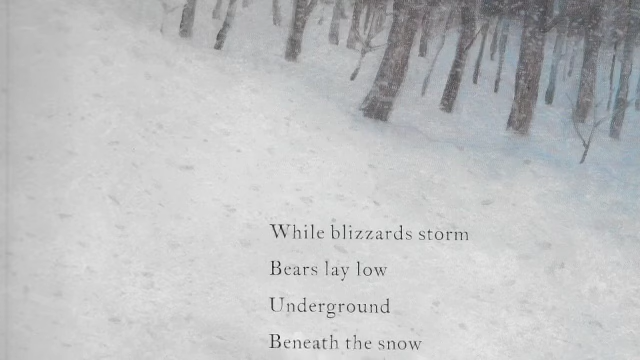 While blizzards storm
Bears lay low
Underground
Beneath the snow